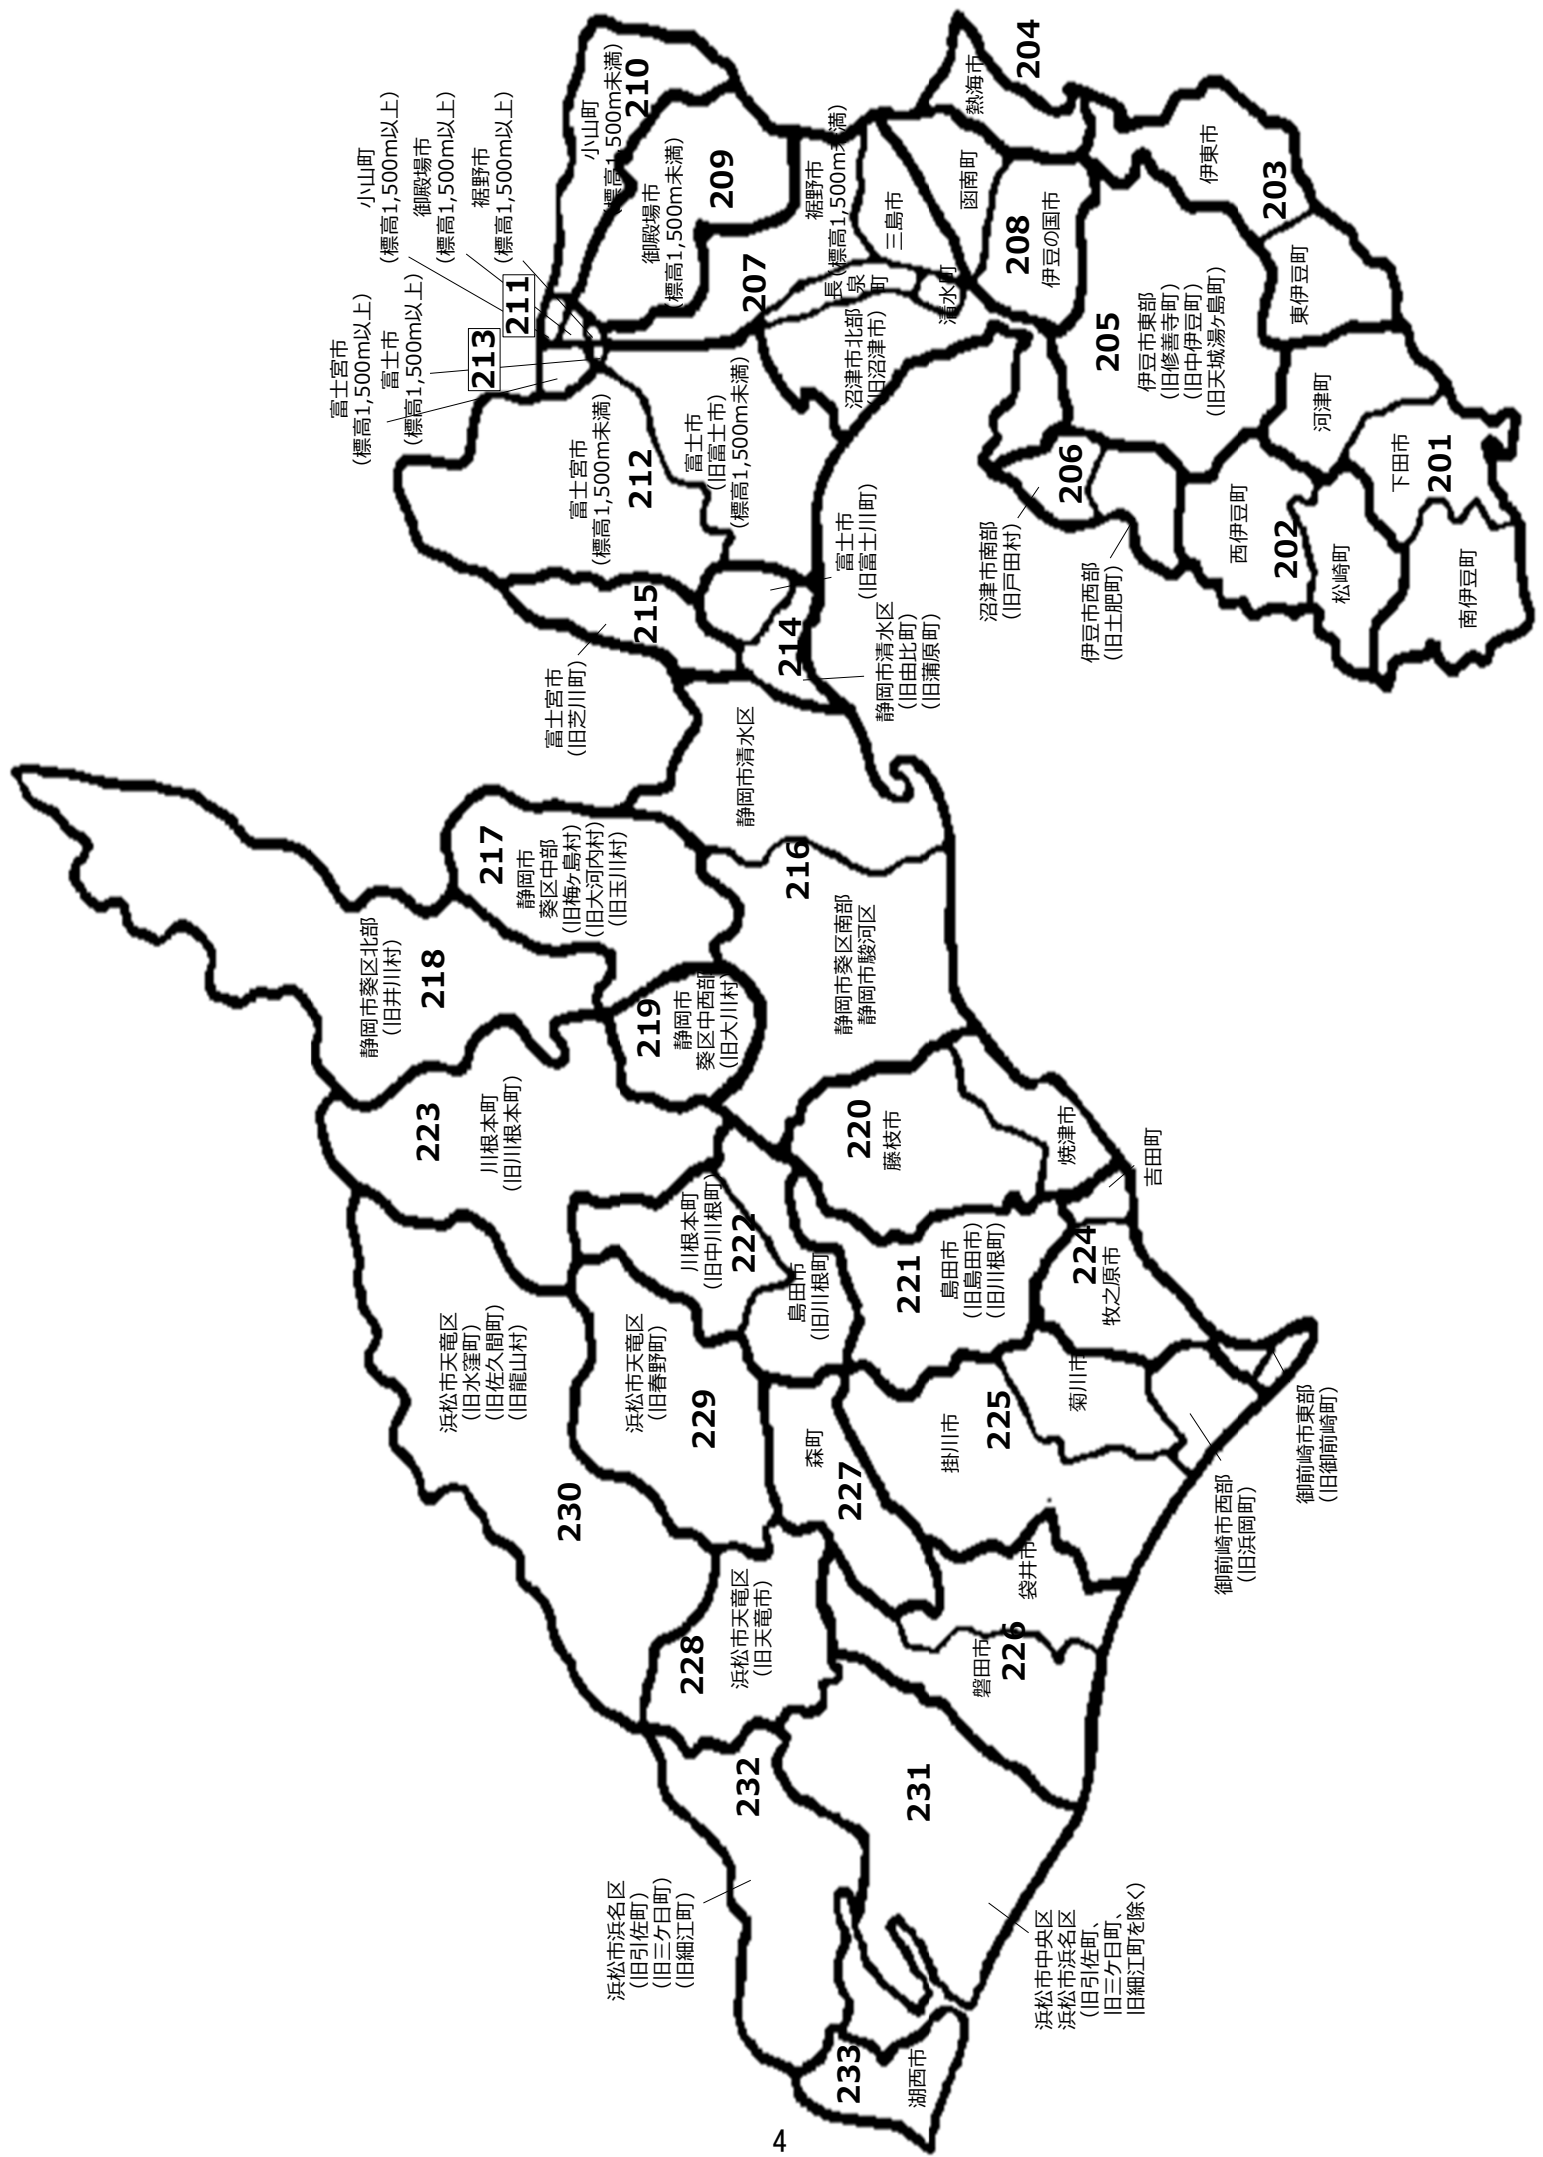 小山町
（標高1,500m以上）
御殿場市
（標高1,500m以上）
裾野市
（標高1,500m以上）
211
富士宮市
（標高1,500m以上）
富士市
（標高1,500m以上）
213
小山町
（標高1,500m未満）
210
御殿場市
（標高1,500m未満）
209
裾野市
（標高1,500m未満）
207
長泉町
三島市
清水町
沼津市北部
（旧沼津市）
熱海市
204
函南町
208
伊豆の国市
伊東市
203
東伊豆町
205
伊豆市東部
（旧修善寺町）
（旧中伊豆町）
（旧天城湯ヶ島町）
河津町
下田市
201
南伊豆町
西伊豆町
202
松崎町
206
沼津市南部
（旧戸田村）
伊豆市西部
（旧土肥町）
富士宮市
（標高1,500m未満）
212
富士市
（旧富士市）
（標高1,500m未満）
富士市
（旧富士川町）
214
静岡市清水区
（旧由比町）
（旧蒲原町）
215
富士宮市
（旧芝川町）
静岡市清水区
216
静岡市葵区南部
静岡市駿河区
217
静岡市
葵区中部
（旧梅ヶ島村）
（旧大河内村）
（旧玉川村）
静岡市葵区北部
（旧井川村）
218
219
静岡市
葵区中西部
（旧大川村）
220
藤枝市
焼津市
吉田町
223
川根本町
（旧川根本町）
川根本町
（旧中川根町）
222
島田市
（旧川根町）
221
島田市
（旧島田市）
（旧川根町）
224
牧之原市
御前崎市東部
（旧御前崎町）
御前崎市西部
（旧浜岡町）
菊川市
225
掛川市
森町
227
袋井市
226
磐田市
浜松市天竜区
（旧水窪町）
（旧佐久間町）
（旧龍山村）
230
浜松市天竜区
（旧春野町）
229
228
浜松市天竜区
（旧天竜市）
232
浜松市浜名区
（旧引佐町）
（旧三ケ日町）
（旧細江町）
231
浜松市中央区
浜松市浜名区
（旧引佐町、
旧三ケ日町、
旧細江町を除く）
233
湖西市
4